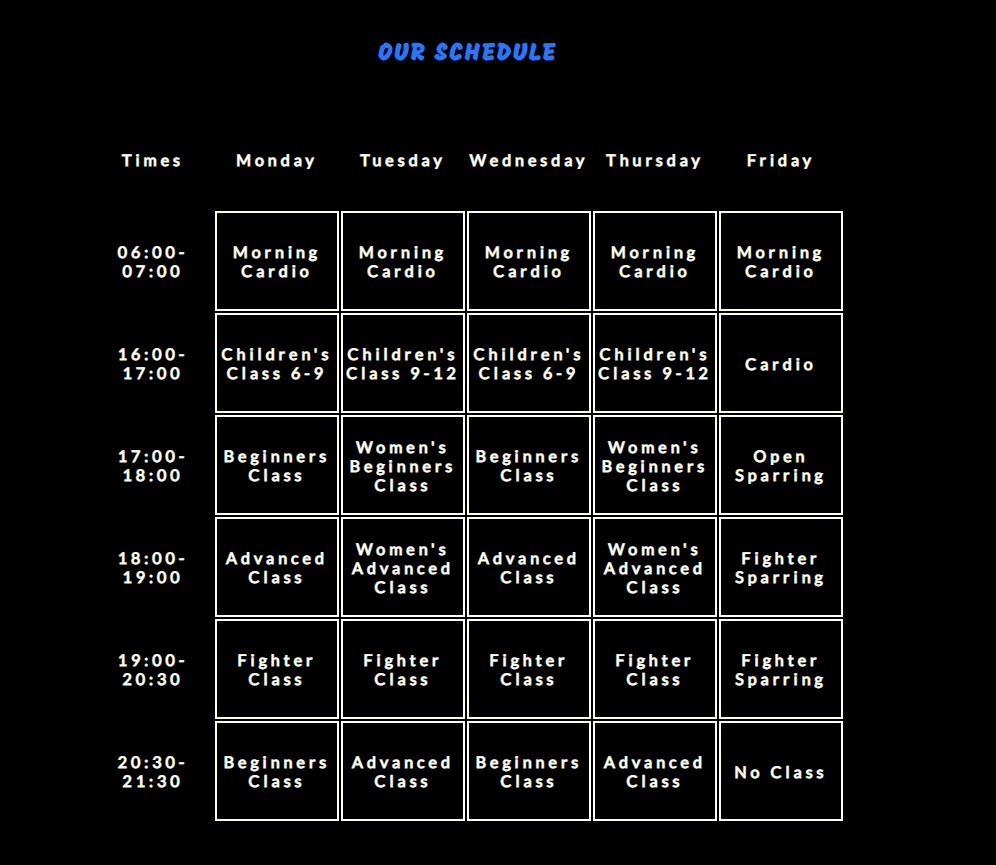 OUR SCHEDULE
Times Monday Tuesday Wednesday Thursday Friday
06:00- Morning Morning Morning Morning Morning
07:00 Cardio Cardio Cardio Cardio Cardio
16:00- Children's Children's Children's Children's Cardio
17:00 Class 6-9 Class 9-12 Class 6-9 Class 9-12
17:00- Beginners Women's Beginners Women's Open
18:00 Class Beginners Class Beginners Sparring
Class Class
18:00- Advanced Women's Advanced Women's Fighter
19:00 Class Advanced Class Advanced Sparring
Class Class
19:00- Fighter Fighter Fighter Fighter Fighter
20:30 Class Class Class Class Sparring
20:30- Beginners Advanced Beginners Advanced No Class
21:30 Class Class Class Class